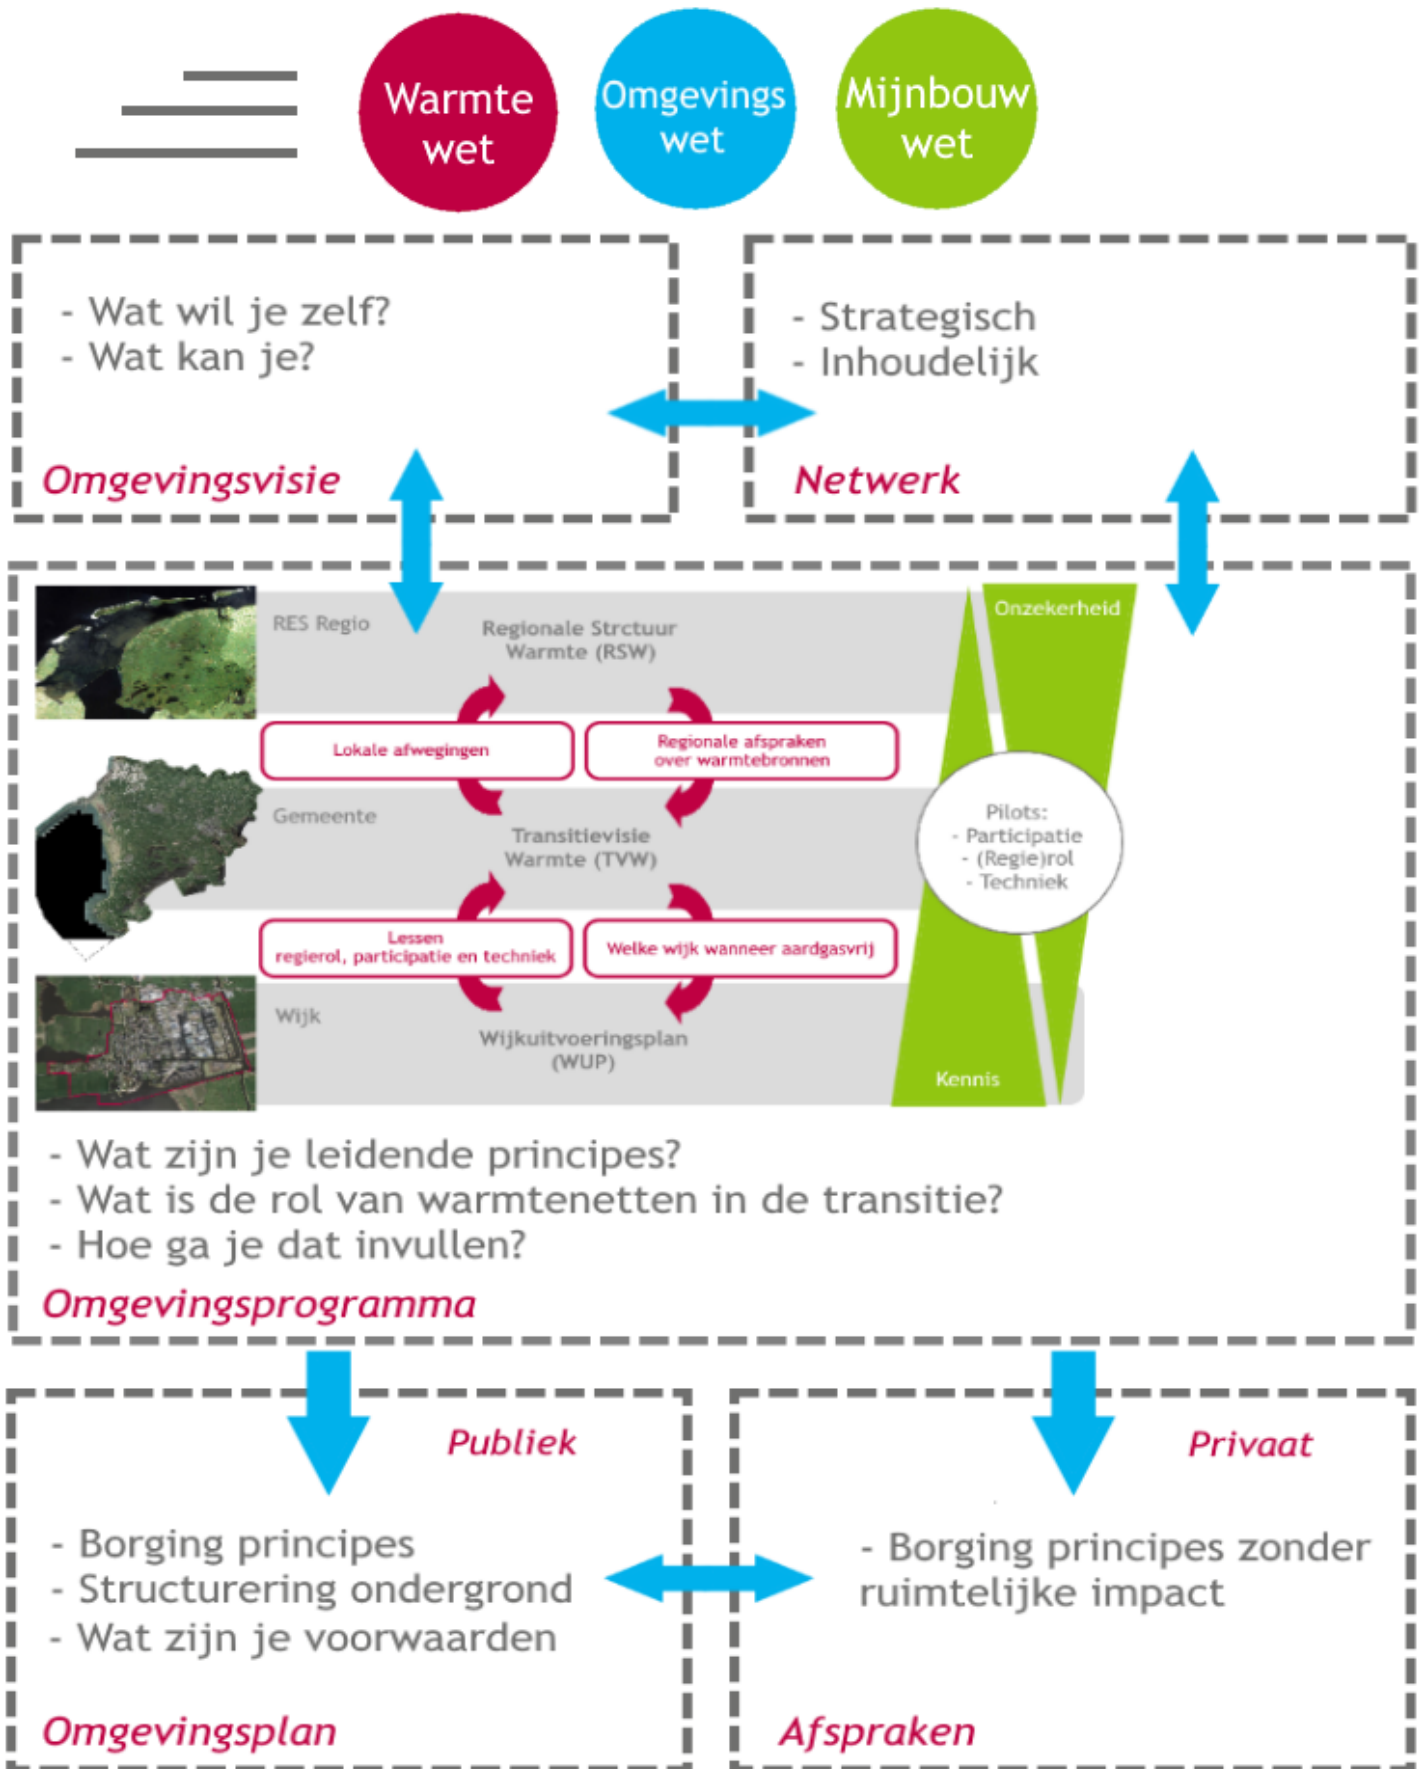 Warmte
wet
Omgevings
wet
Mijnbouw
wet
- Wat wil je zelf?
- Wat kan je?
Omgevingsvisie
- Strategisch
- Inhoudelijk
Netwerk
RES Regio
Regionale Strctuur
Warmte (RSW)
Onzekerheid
Lokale afwegingen
Regionale afspraken
over warmtebronnen
Gemeente
Transitievisie
Warmte (TVW)
Pilots:
- Participatie
- (Regie)rol
- Techniek
Lessen
regierol, participatie en techniek
Welke wijk wanneer aardgasvrij
Wijk
Wijkuitvoeringsplan
(WUP)
Kennis
- Wat zijn je leidende principes?
- Wat is de rol van warmtenetten in de transitie?
- Hoe ga je dat invullen?
Omgevingsprogramma
Publiek
- Borging principes
- Structurering ondergrond
- Wat zijn je voorwaarden
Omgevingsplan
Privaat
- Borging principes zonder
ruimtelijke impact
Afspraken